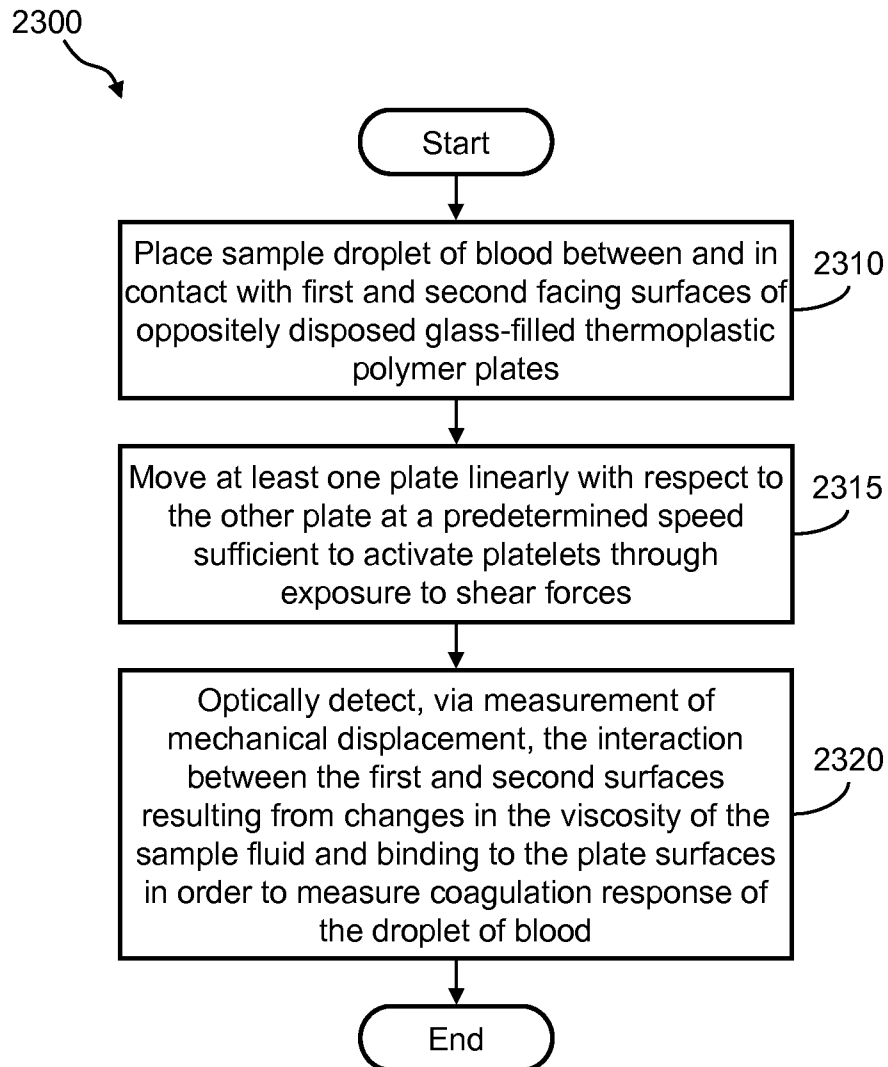 2300
Start
Place sample droplet of blood between and in
contact with first and second facing surfaces of
oppositely disposed glass-filled thermoplastic
polymer plates
2310
Move at least one plate linearly with respect to
the other plate at a predetermined speed
sufficient to activate platelets through
exposure to shear forces
2315
Optically detect, via measurement of
mechanical displacement, the interaction
between the first and second surfaces
resulting from changes in the viscosity of the
sample fluid and binding to the plate surfaces
in order to measure coagulation response of
the droplet of blood
2320
End